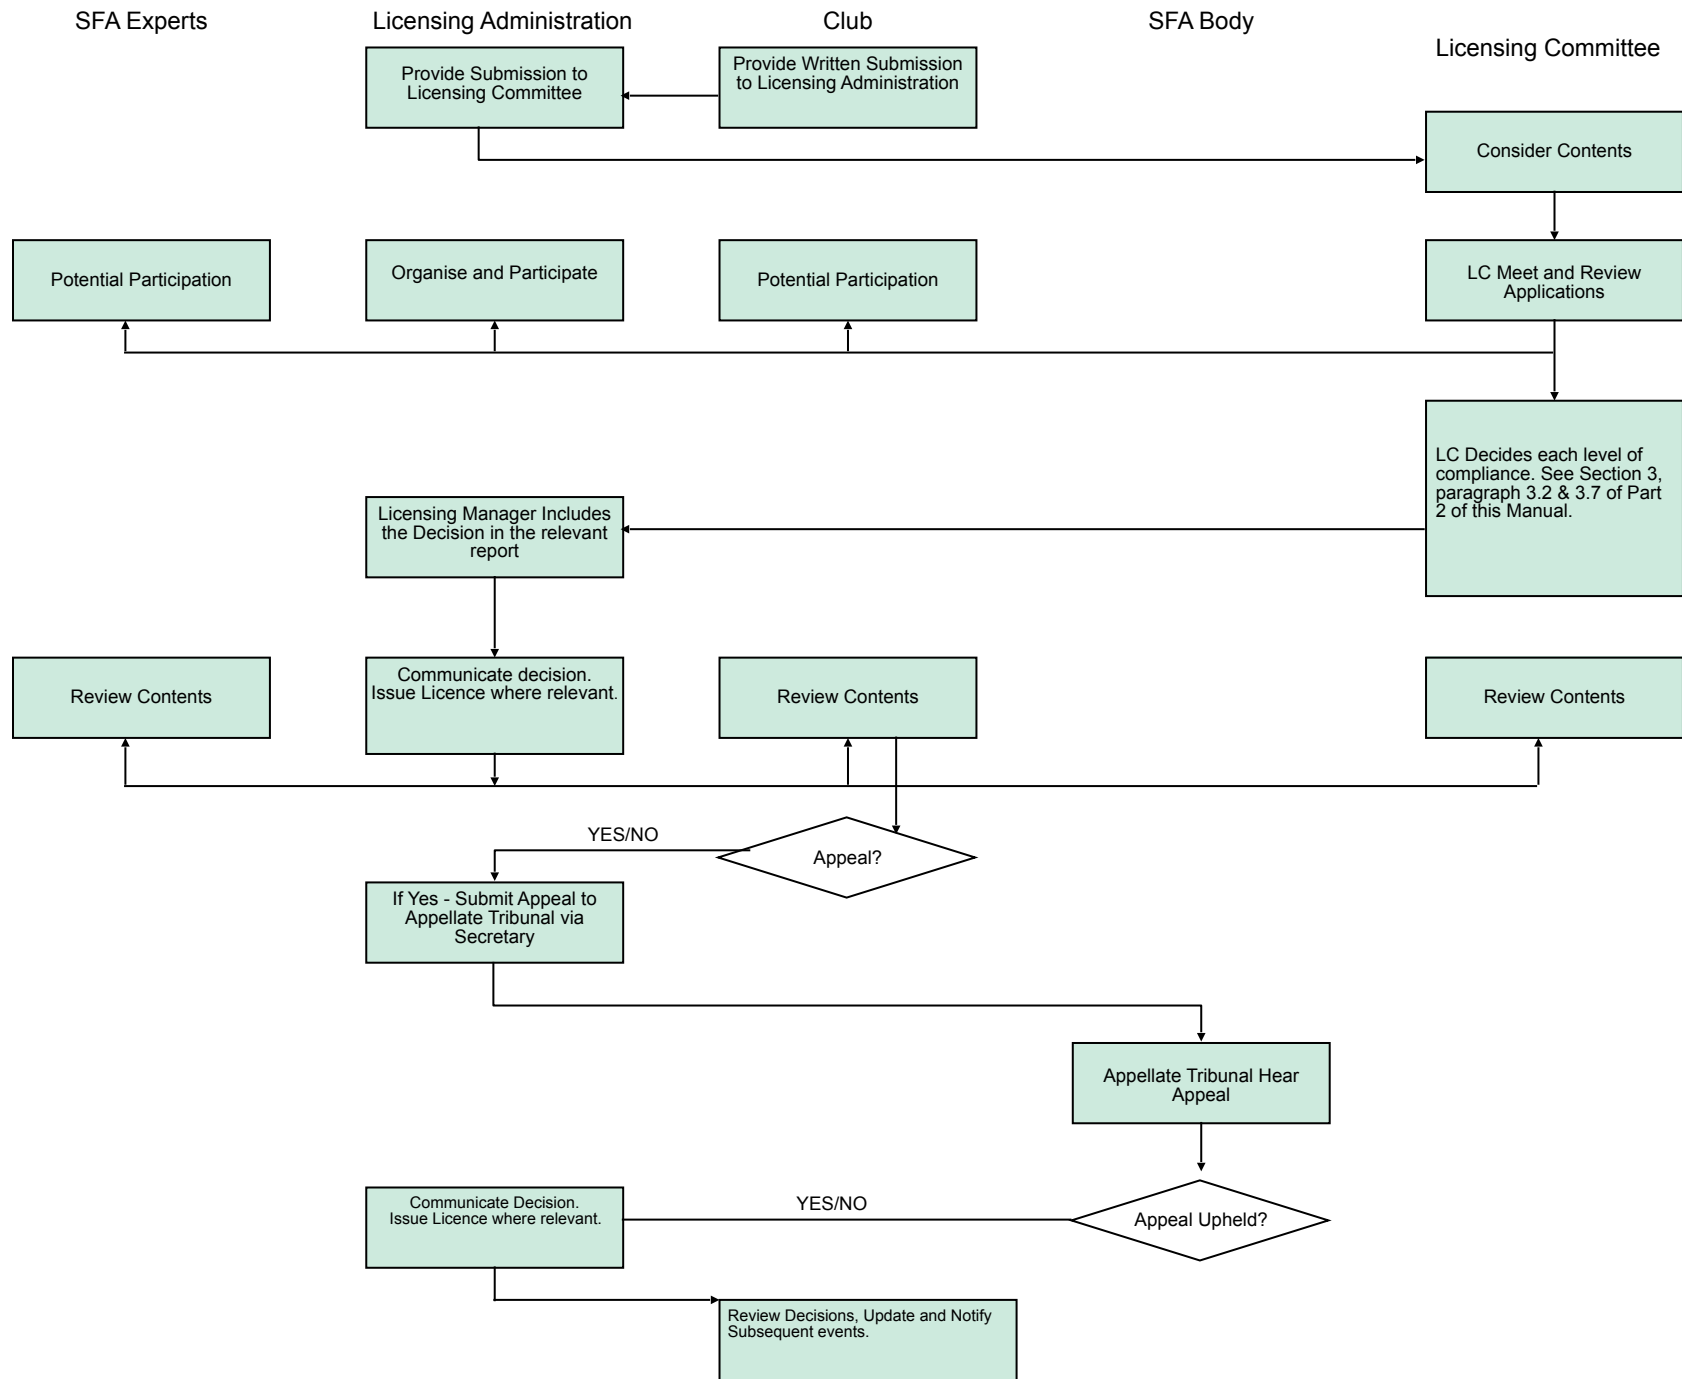 SFA Experts
Licensing Administration
Club
SFA Body
Licensing Committee
Provide Submission to
Licensing Committee
Provide Written Submission
to Licensing Administration
Consider Contents
Potential Participation
Organise and Participate
Potential Participation
LC Meet and Review
Applications
LC Decides each level of
compliance. See Section 3,
paragraph 3.2 & 3.7 of Part
2 of this Manual.
Licensing Manager Includes
the Decision in the relevant
report
Review Contents
Communicate decision.
Issue Licence where relevant.
Review Contents
Review Contents
YES/NO
Appeal?
If Yes - Submit Appeal to
Appellate Tribunal via
Secretary
Appellate Tribunal Hear
Appeal
Communicate Decision.
Issue Licence where relevant.
YES/NO
Appeal Upheld?
Review Decisions, Update and Notify
Subsequent events.